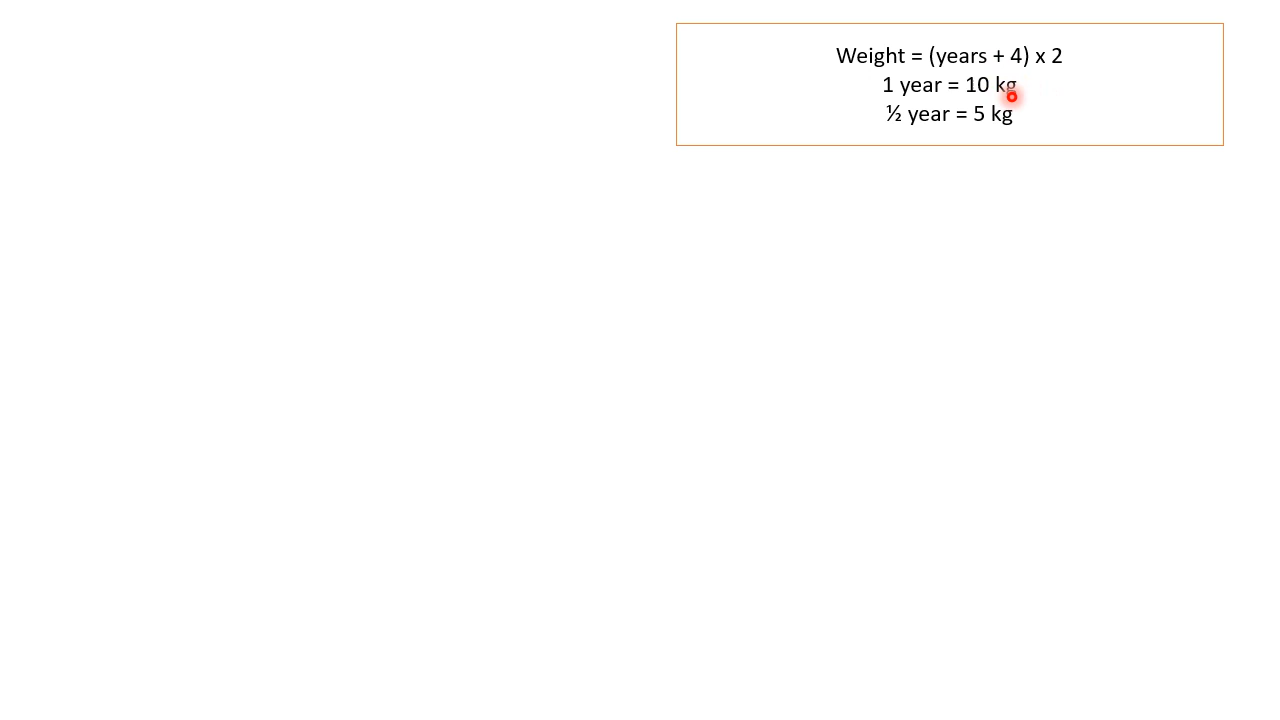 Weight = (years + 4) x 2
1 year = 10 kg
½ year = 5 kg